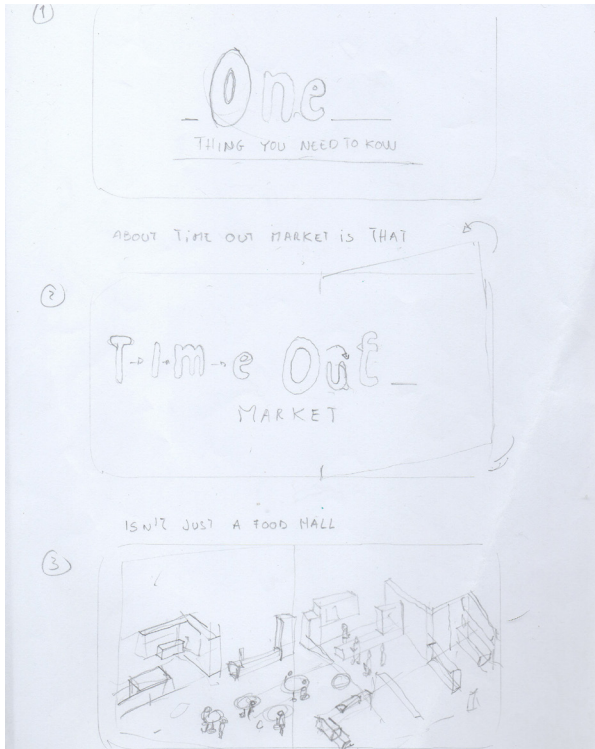 1
One
THING YOU NEED TO KOW
ABOUT TIME OUT MARKET IS THAT
2
TIMe OuT
MARKET
ISN'T JUST A FOOD HALL
3